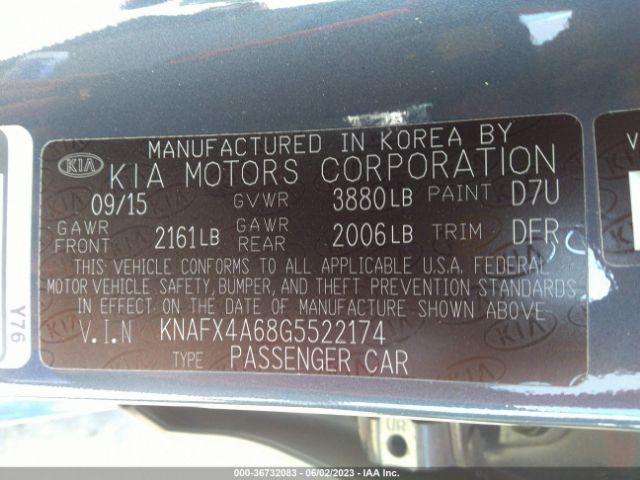 MANUFACTURED IN KOREA BY
KIA KIA MOTORS CORPORATION
09/15 GVWR 3880LB PAINT D7U
GAWR FRONT 2161LB GAWR REAR 2006LB TRIM DFR
THIS VEHICLE CONFORMS TO ALL APPLICABLE U.S.A. FEDERAL
MOTOR VEHICLE SAFETY, BUMPER, AND THEFT PREVENTION STANDARDS
IN EFFECT ON THE DATE OF MANUFACTURE SHOWN ABOVE
V.I.N KNAFX4A68G5522174
TYPE PASSENGER CAR
Y76
V
UR
000-36732083 - 06/02/2023 - IAA Inc.